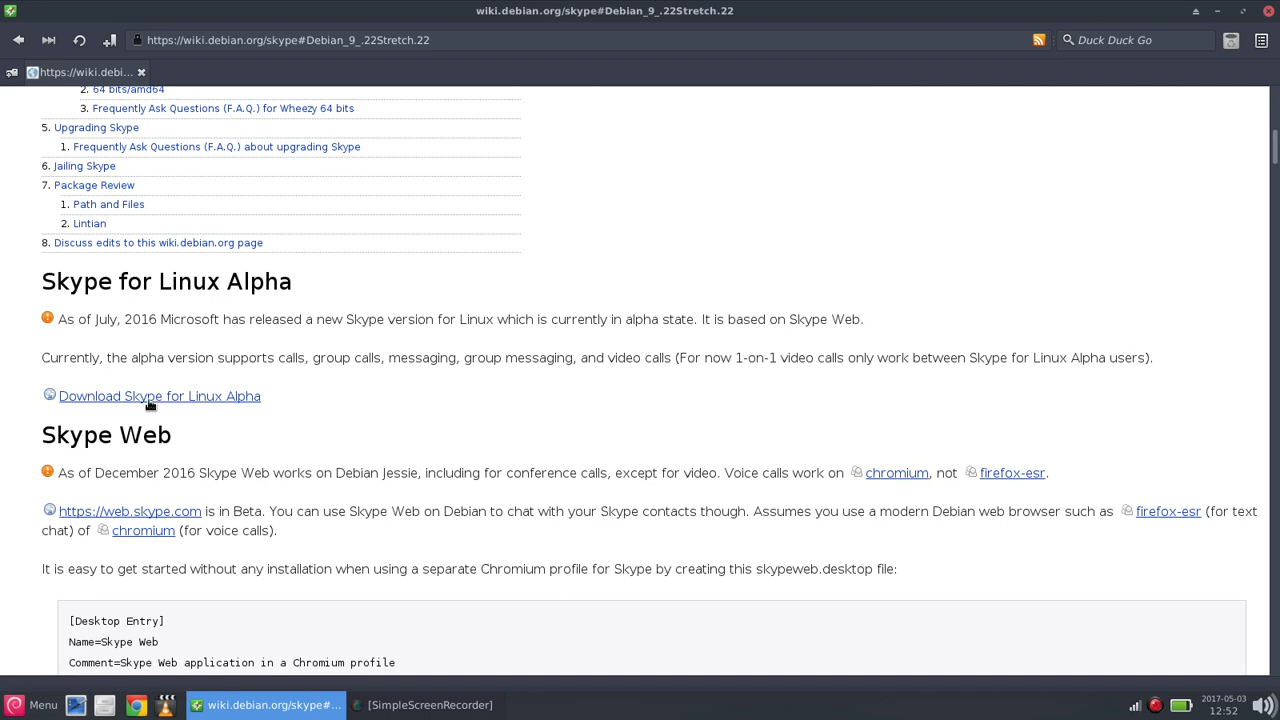 wiki.debian.org/skype#Debian_9_.22Stretch.22
https://wiki.debian.org/skype#Debian_9_.22Stretch.22
Duck Duck Go
https://wiki.debi...
2. 64 bits/amd64
3. Frequently Ask Questions (F.A.Q.) for Wheezy 64 bits
5. Upgrading Skype
1. Frequently Ask Questions (F.A.Q.) about upgrading Skype
6. Jailing Skype
7. Package Review
1. Path and Files
2. Lintian
8. Discuss edits to this wiki.debian.org page
Skype for Linux Alpha
As of July, 2016 Microsoft has released a new Skype version for Linux which is currently in alpha state. It is based on Skype Web.
Currently, the alpha version supports calls, group calls, messaging, group messaging, and video calls (For now 1-on-1 video calls only work between Skype for Linux Alpha users).
Download Skype for Linux Alpha
Skype Web
As of December 2016 Skype Web works on Debian Jessie, including for conference calls, except for video. Voice calls work on chromium, not firefox-esr.
https://web.skype.com is in Beta. You can use Skype Web on Debian to chat with your Skype contacts though. Assumes you use a modern Debian web browser such as firefox-esr (for text
chat) of chromium (for voice calls).
It is easy to get started without any installation when using a separate Chromium profile for Skype by creating this skypeweb.desktop file:
[Desktop Entry]
Name=Skype Web
Comment=Skype Web application in a Chromium profile
Menu
wiki.debian.org/skype#...
[SimpleScreenRecorder]
2017-05-03
12:52